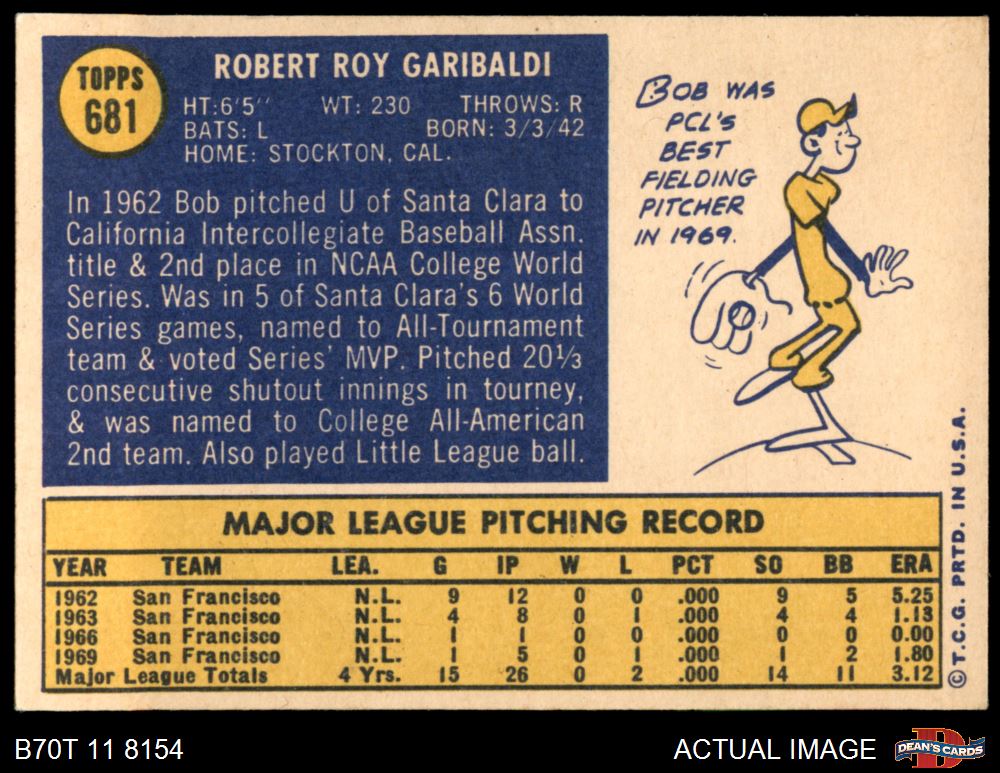 TOPPS
681
ROBERT ROY GARIBALDI
HT:6'5" WT: 230 THROWS: R
BATS: L BORN: 3/3/42
HOME: STOCKTON, CAL.
In 1962 Bob pitched U of Santa Clara to
California Intercollegiate Baseball Assn.
title & 2nd place in NCAA College World
Series. Was in 5 of Santa Clara's 6 World
Series games, named to All-Tournament
team & voted Series' MVP. Pitched 20⅓
consecutive shutout innings in tourney,
& was named to College All-American
2nd team. Also played Little League ball.
BOB WAS
PCL'S
BEST
FIELDING
PITCHER
IN 1969.
MAJOR LEAGUE PITCHING RECORD
YEAR TEAM LEA. G IP W L PCT SO BB ERA
1962 San Francisco N.L. 9 12 0 0 .000 9 5 5.25
1963 San Francisco N.L. 4 8 0 1 .000 4 4 1.13
1966 San Francisco N.L. 1 1 0 0 .000 0 0 0.00
1969 San Francisco N.L. 1 5 0 1 .000 1 2 1.80
Major League Totals 4 Yrs. 15 26 0 2 .000 14 11 3.12
©T.C.G. PRTD. IN U.S.A.
B70T 11 8154
ACTUAL IMAGE
DEAN'S CARDS